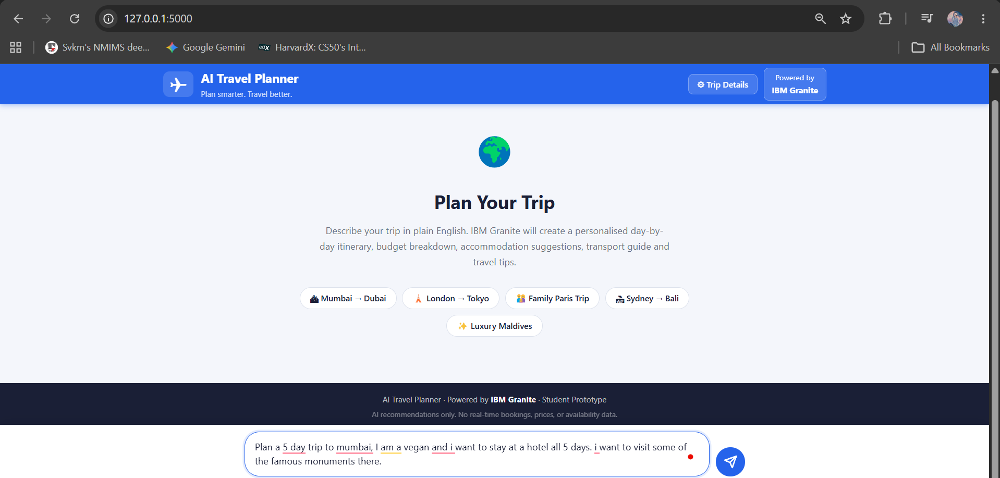 127.0.0.1:5000
Svkm's NMIMS dee...
Google Gemini
edX
HarvardX: CS50's Int...
All Bookmarks
AI Travel Planner
Plan smarter. Travel better.
Trip Details
Powered by
IBM Granite
Plan Your Trip
Describe your trip in plain English. IBM Granite will create a personalised day-by-
day itinerary, budget breakdown, accommodation suggestions, transport guide and
travel tips.
Mumbai → Dubai
London → Tokyo
Family Paris Trip
Sydney → Bali
Luxury Maldives
AI Travel Planner · Powered by IBM Granite · Student Prototype
AI recommendations only. No real-time bookings, prices, or availability data.
Plan a 5 day trip to mumbai, I am a vegan and i want to stay at a hotel all 5 days. i want to visit some of
the famous monuments there.